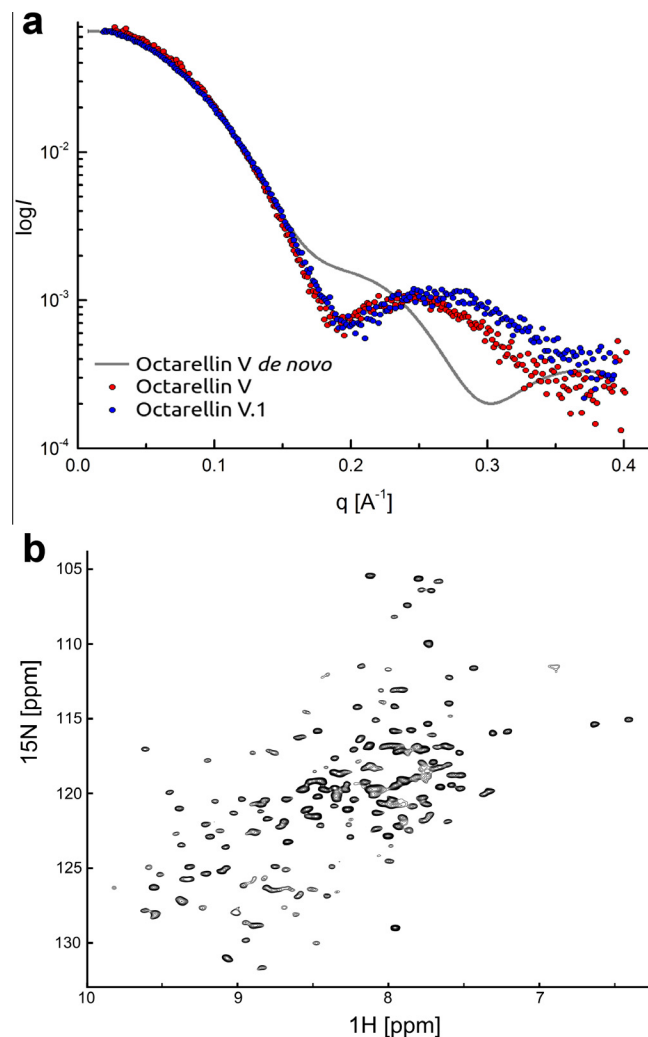 a
logI
10^-2
10^-3
10^-4
Octarellin V de novo
Octarellin V
Octarellin V.1
0.0 0.1 0.2 0.3 0.4
q [A^-1]
b
15N [ppm]
105
110
115
120
125
130
10 9 8 7
1H [ppm]